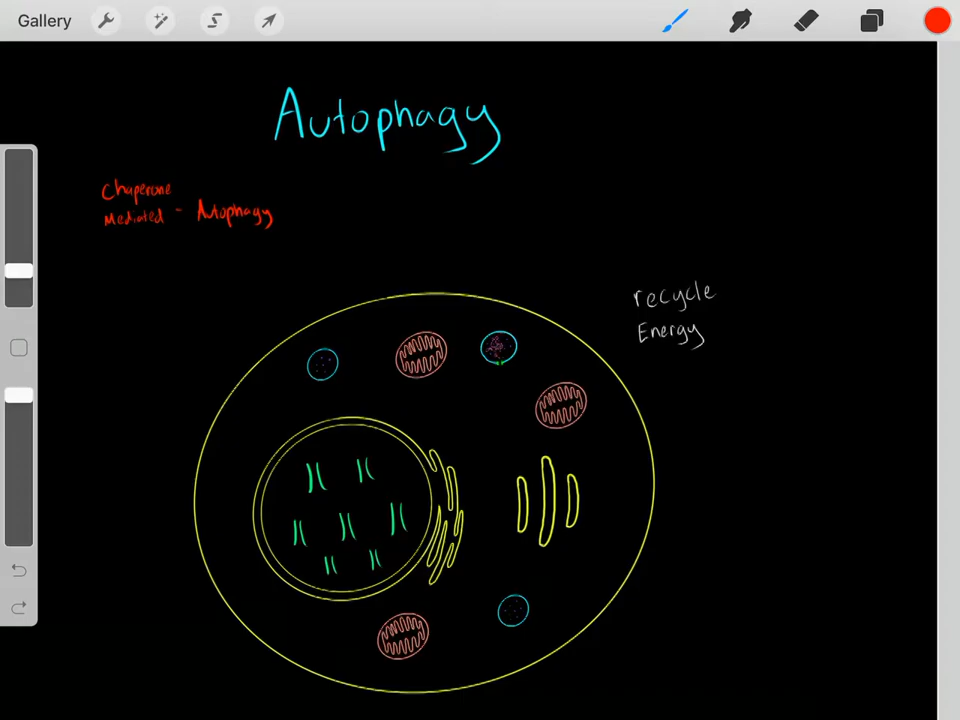 Gallery
Autophagy
Chaperone
Mediated - Autophagy
recycle
Energy